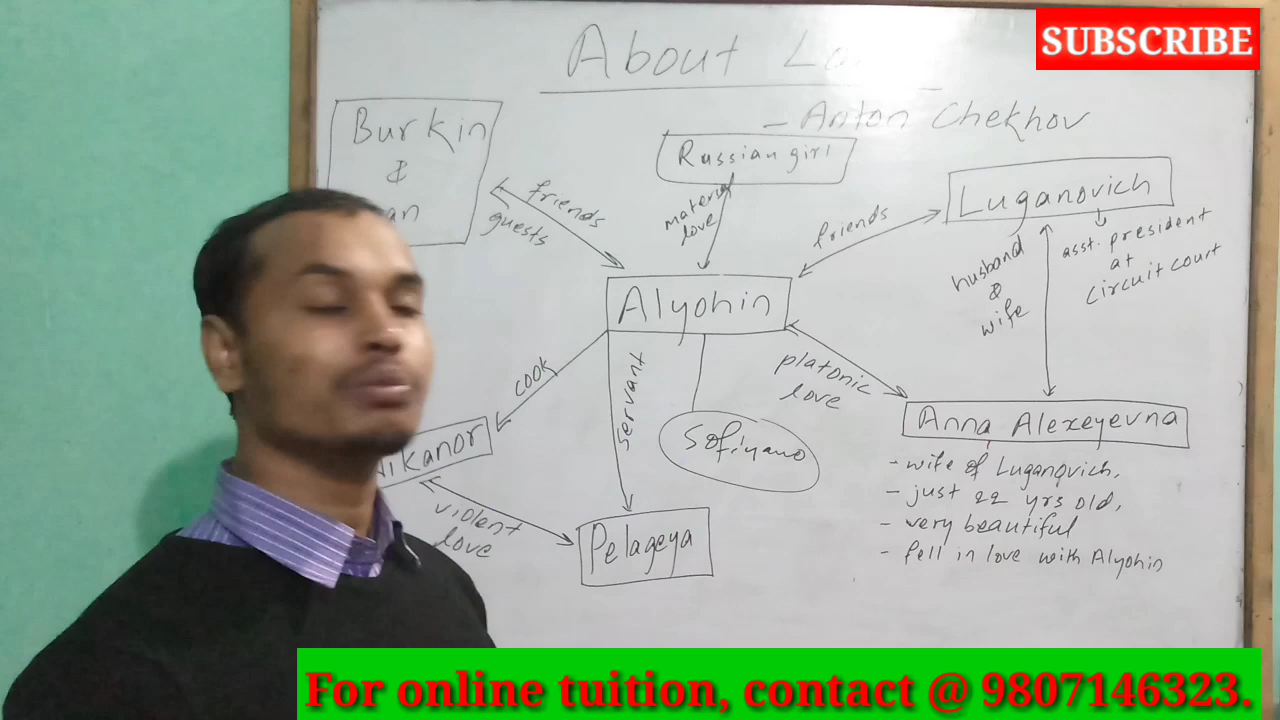 SUBSCRIBE
About
- Anton Chekhov
Burkin
&
Russian girl
Luganovich
friends
guests
material
love
friends
husband
&
wife
asst. president
at
circuit court
Alyohin
cook
servant
platonic
love
Sofiyano
Anna Alexeyevna
- wife of Luganovich,
- just 22 yrs old,
- very beautiful
- fell in love with Alyohin
Nikanor
violent
love
Pelageya
For online tuition, contact @ 9807146323.